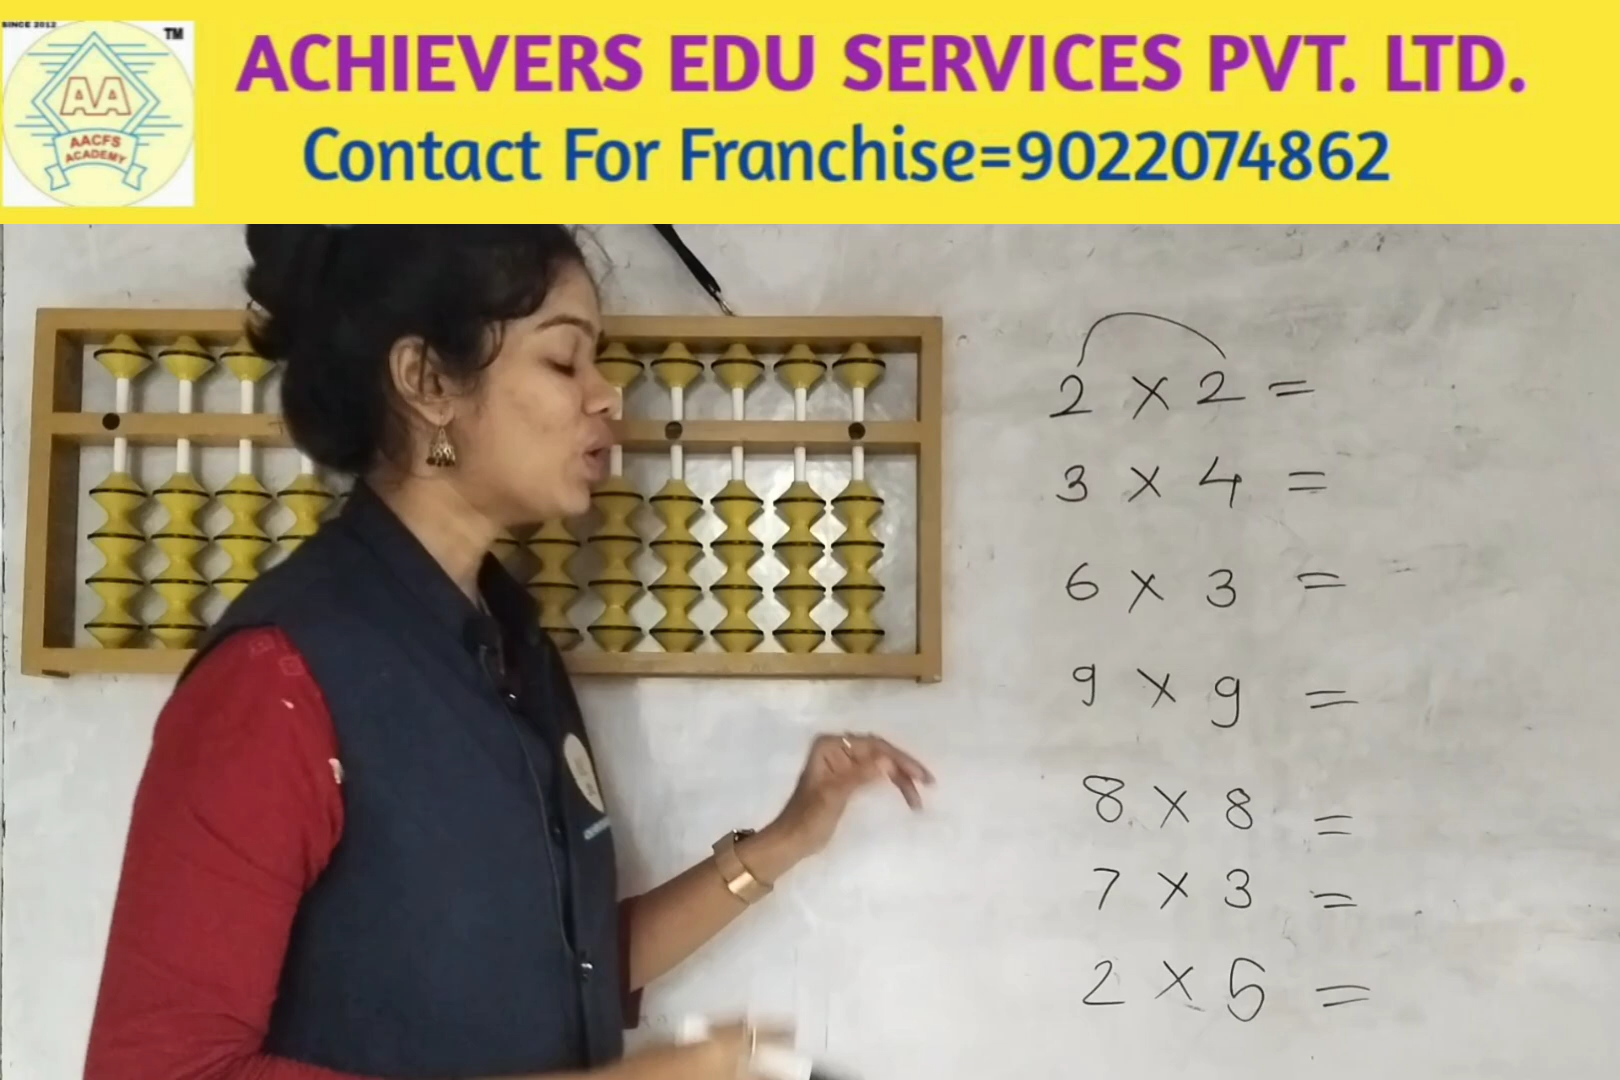 SINCE 2012
TM
AA
AACFS
ACADEMY
ACHIEVERS EDU SERVICES PVT. LTD.
Contact For Franchise=9022074862
2 × 2 =
3 × 4 =
6 × 3 =
9 × 9 =
8 × 8 =
7 × 3 =
2 × 5 =